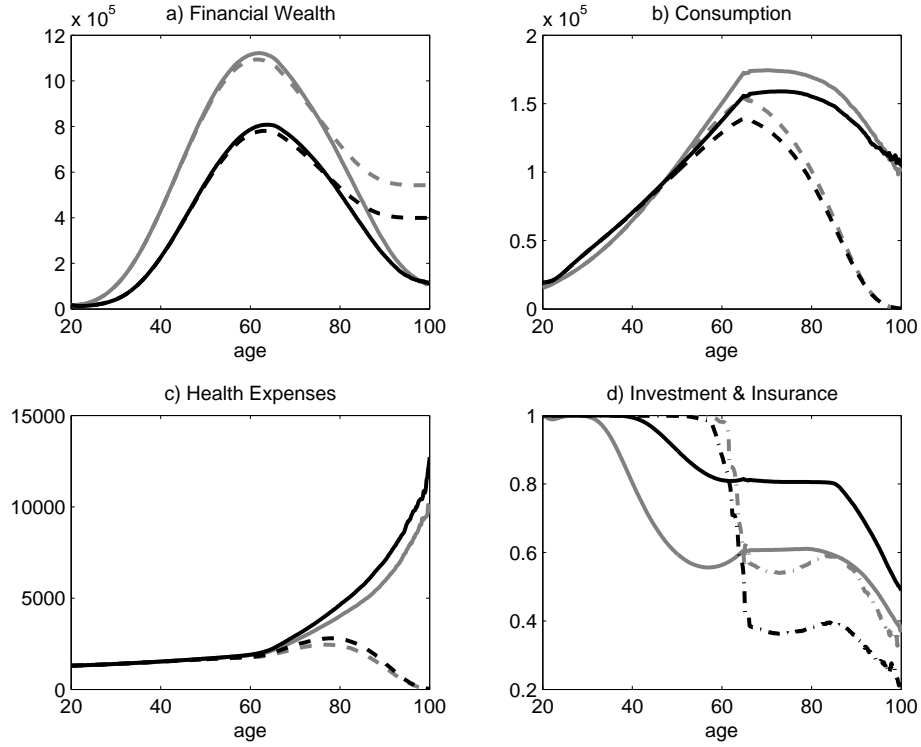 a) Financial Wealth
x 10^5
12
10
8
6
4
2
0
20 40 60 80 100
age
b) Consumption
x 10^5
2
1.5
1
0.5
0
20 40 60 80 100
age
c) Health Expenses
15000
10000
5000
0
20 40 60 80 100
age
d) Investment & Insurance
1
0.8
0.6
0.4
0.2
20 40 60 80 100
age